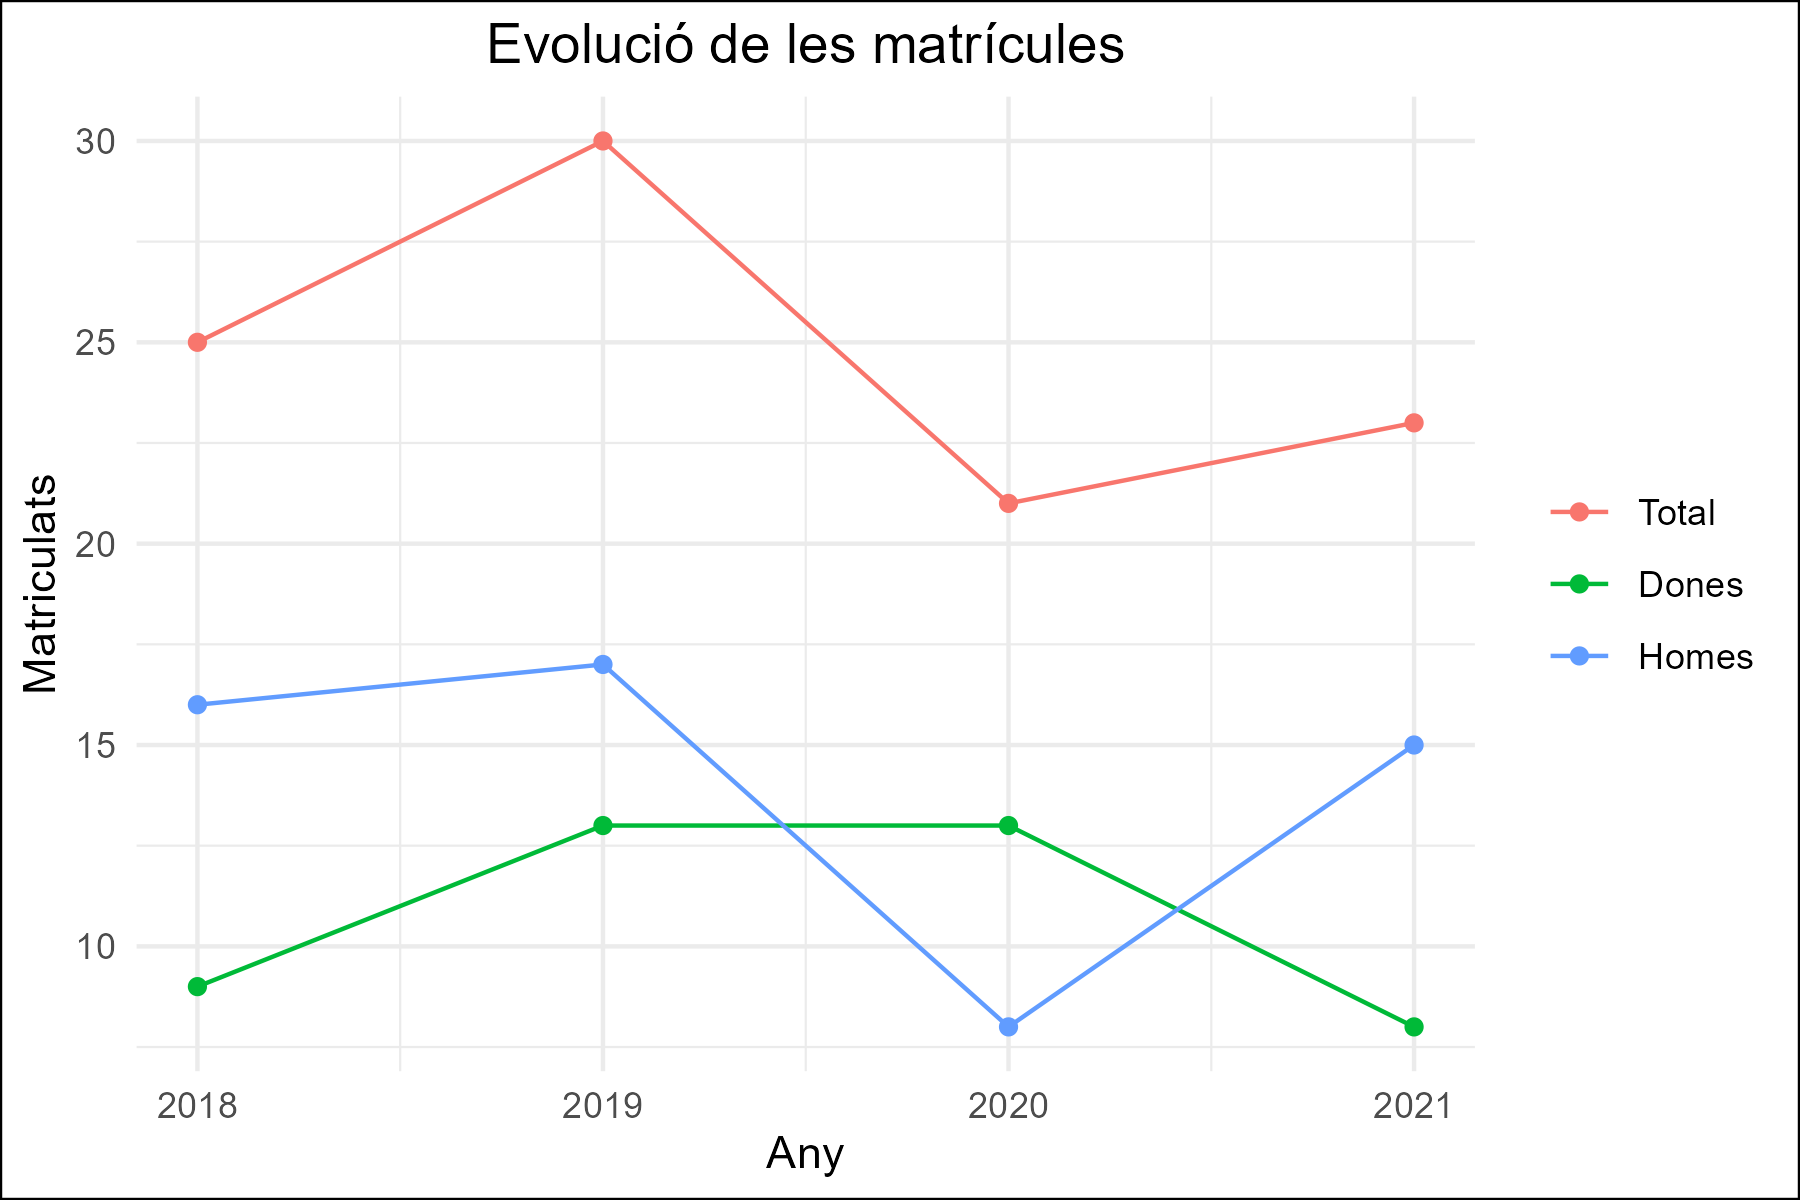 Evolució de les matrícules
30
25
20
15
10
Matriculats
2018 2019 2020 2021
Any
Total
Dones
Homes